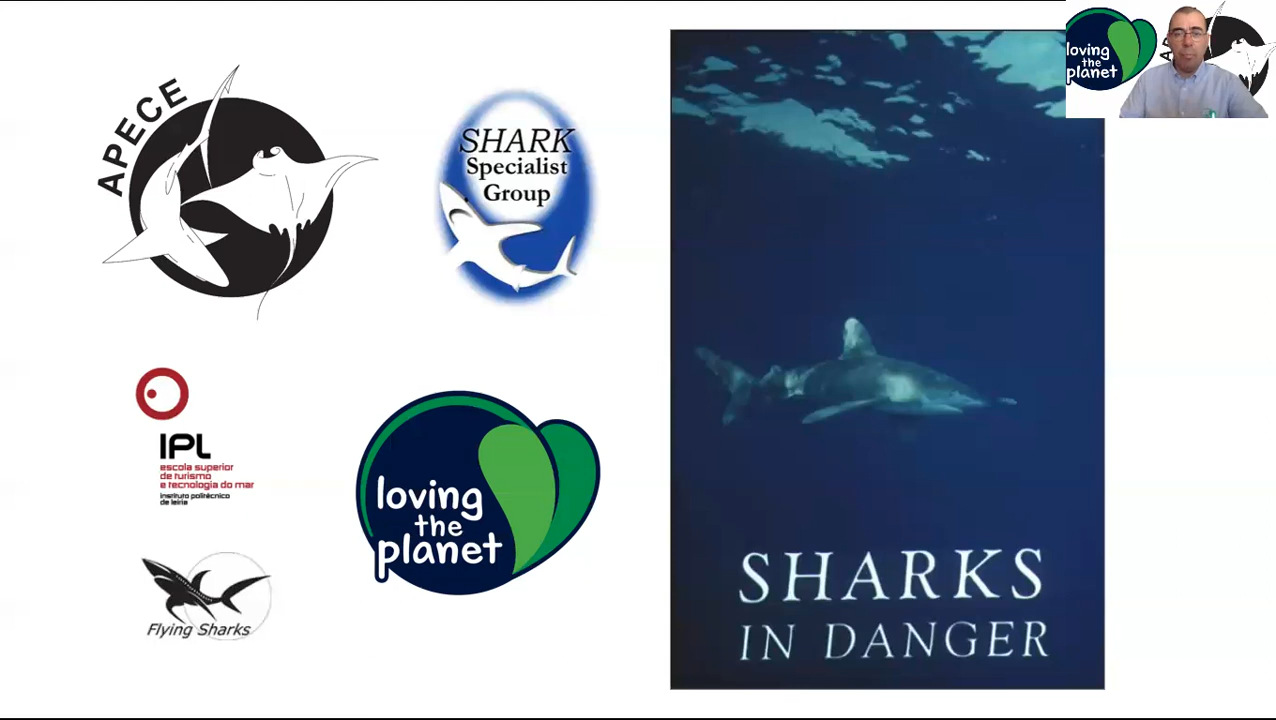 APECE
SHARK
Specialist
Group
IPL
escola superior
de turismo
e tecnologia do mar
instituto politécnico
de leiria
loving
the
planet
Flying Sharks
SHARKS
IN DANGER
loving
the
planet